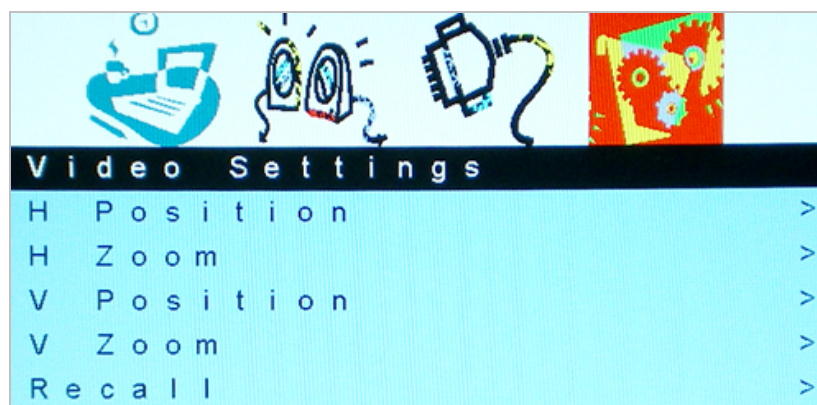 Video Settings
H Position >
H Zoom >
V Position >
V Zoom >
Recall >